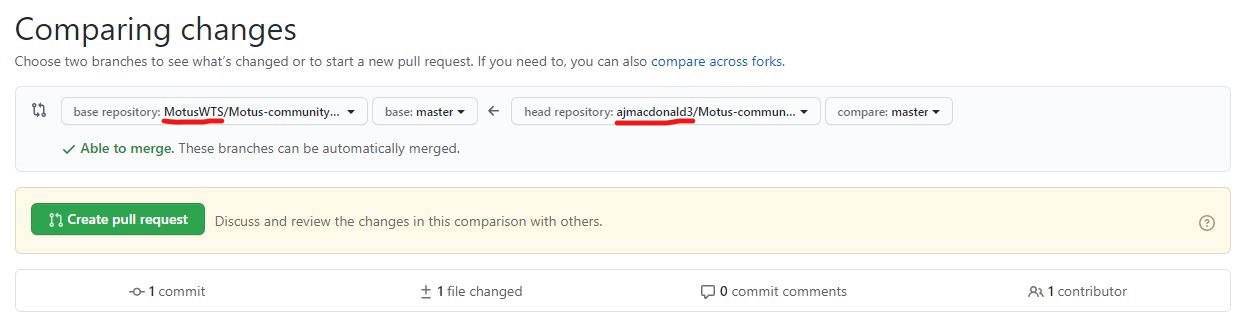 Comparing changes
Choose two branches to see what's changed or to start a new pull request. If you need to, you can also compare across forks.
base repository: MotusWTS/Motus-community... base: master head repository: ajmacdonald3/Motus-commun... compare: master
Able to merge. These branches can be automatically merged.
Create pull request Discuss and review the changes in this comparison with others.
1 commit 1 file changed 0 commit comments 1 contributor